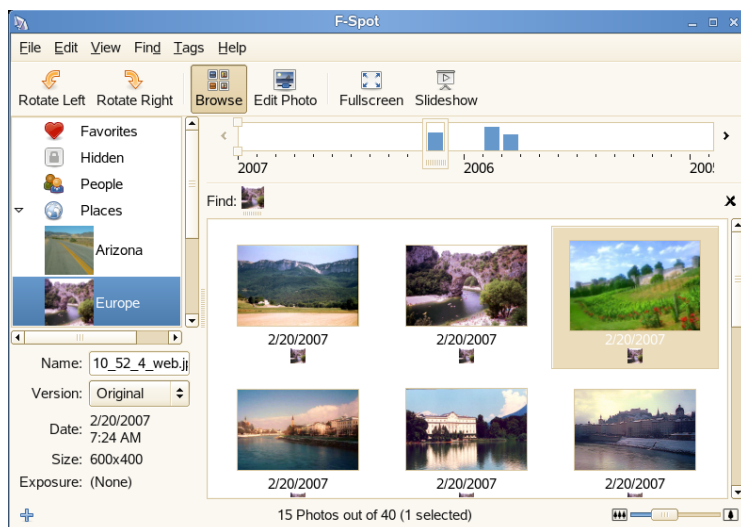 F-Spot
File Edit View Find Tags Help
Rotate Left Rotate Right Browse Edit Photo Fullscreen Slideshow
Favorites
Hidden
People
Places
Arizona
Europe
2007 2006 200
Find:
2/20/2007 2/20/2007 2/20/2007
2/20/2007 2/20/2007 2/20/2007
Name: 10_52_4_web.j
Version: Original
Date: 2/20/2007
7:24 AM
Size: 600x400
Exposure: (None)
15 Photos out of 40 (1 selected)